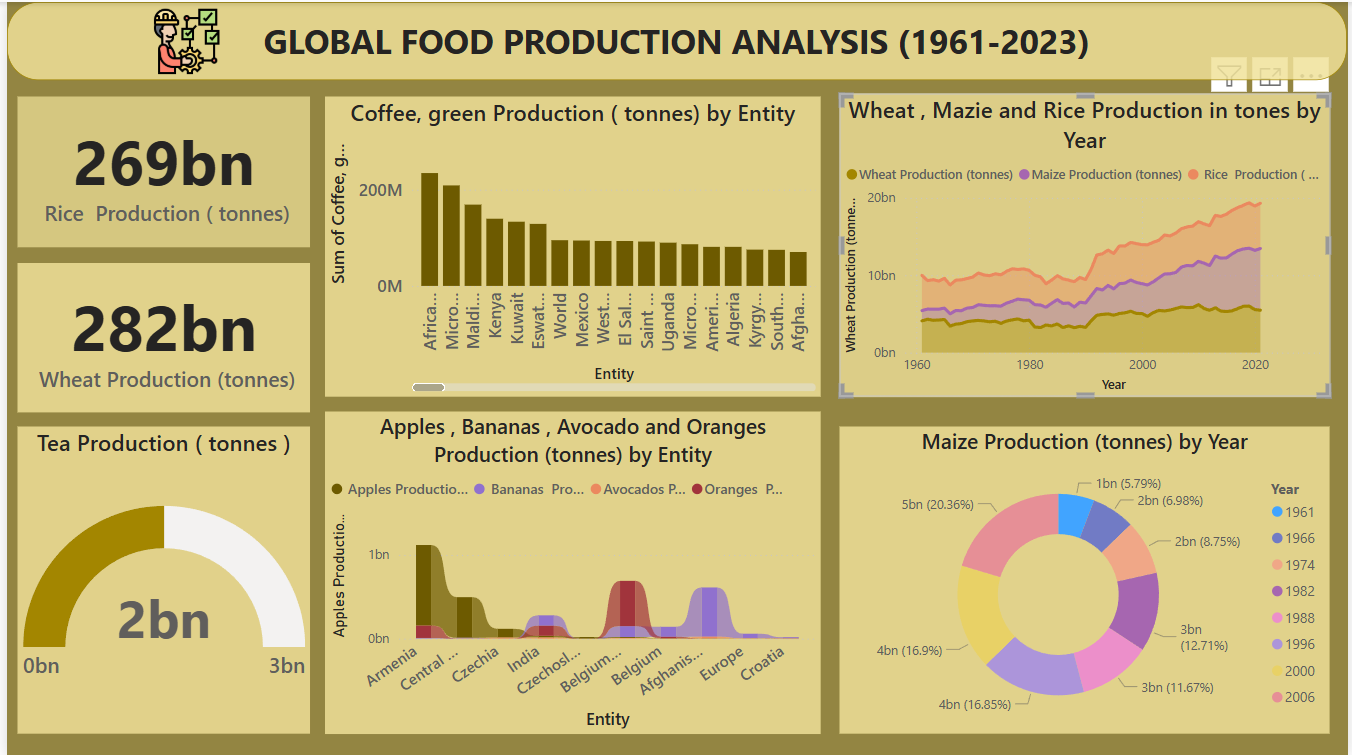 GLOBAL FOOD PRODUCTION ANALYSIS (1961-2023)
269bn
Rice Production ( tonnes)
282bn
Wheat Production (tonnes)
Tea Production ( tonnes )
2bn
0bn
3bn
Coffee, green Production ( tonnes) by Entity
Sum of Coffee, g...
200M
0M
Africa...
Micro...
Maldi...
Kenya
Kuwait
Eswat...
World
Mexico
West...
El Sal...
Saint ...
Uganda
Micro...
Ameri...
Algeria
Kyrgy...
South...
Afgha...
Entity
Apples , Bananas , Avocado and Oranges
Production (tonnes) by Entity
Apples Productio...
Bananas Pro...
Avocados P...
Oranges P...
Apples Productio...
1bn
0bn
Armenia
Central ...
Czechia
India
Czechosl...
Belgium...
Belgium
Afghanis...
Europe
Croatia
Entity
Wheat , Mazie and Rice Production in tones by
Year
Wheat Production (tonnes)
Maize Production (tonnes)
Rice Production ( ...
Wheat Production (tonne...
20bn
10bn
0bn
1960
1980
2000
2020
Year
Maize Production (tonnes) by Year
1bn (5.79%)
2bn (6.98%)
2bn (8.75%)
3bn
(12.71%)
3bn (11.67%)
4bn (16.85%)
4bn (16.9%)
5bn (20.36%)
Year
1961
1966
1974
1982
1988
1996
2000
2006